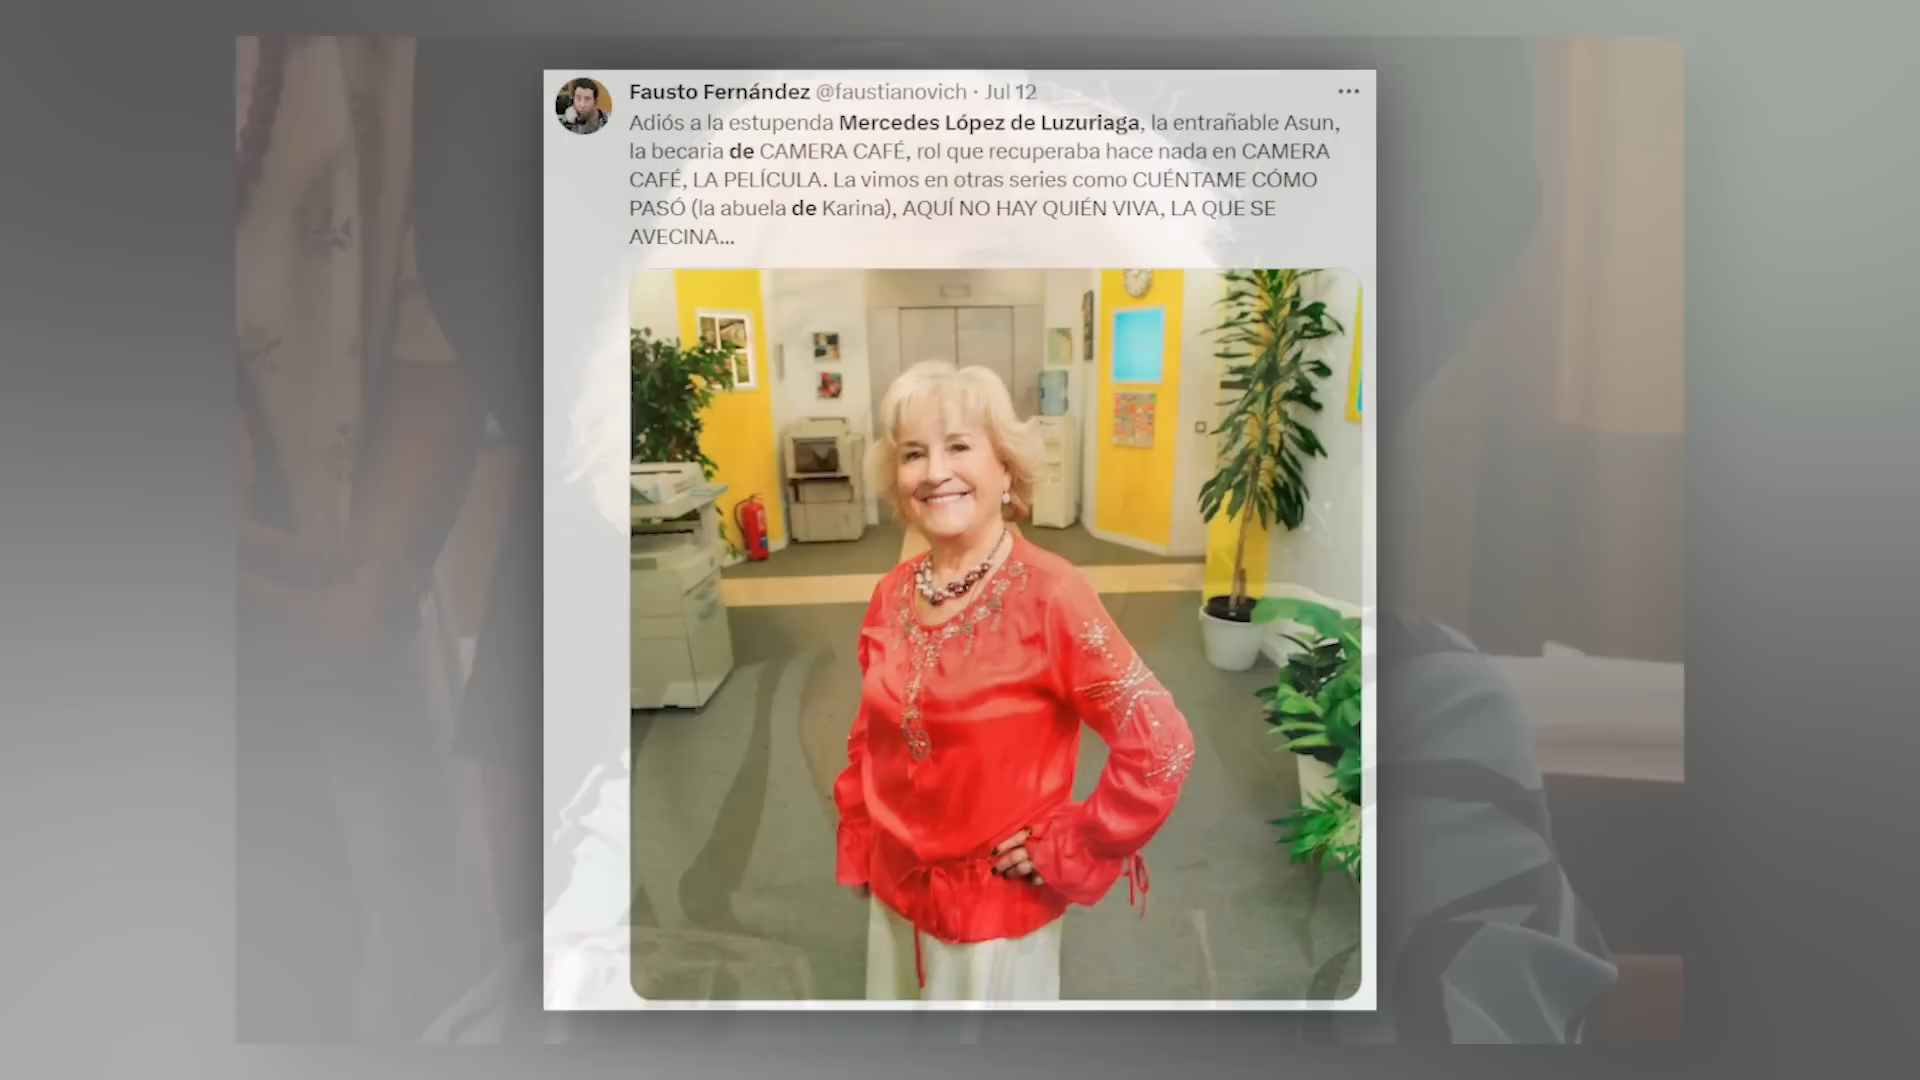 Fausto Fernández @faustianovich · Jul 12
Adiós a la estupenda Mercedes López de Luzuriaga, la entrañable Asun,
la becaria de CAMERA CAFÉ, rol que recuperaba hace nada en CAMERA
CAFÉ, LA PELÍCULA. La vimos en otras series como CUÉNTAME CÓMO
PASÓ (la abuela de Karina), AQUÍ NO HAY QUIÉN VIVA, LA QUE SE
AVECINA...